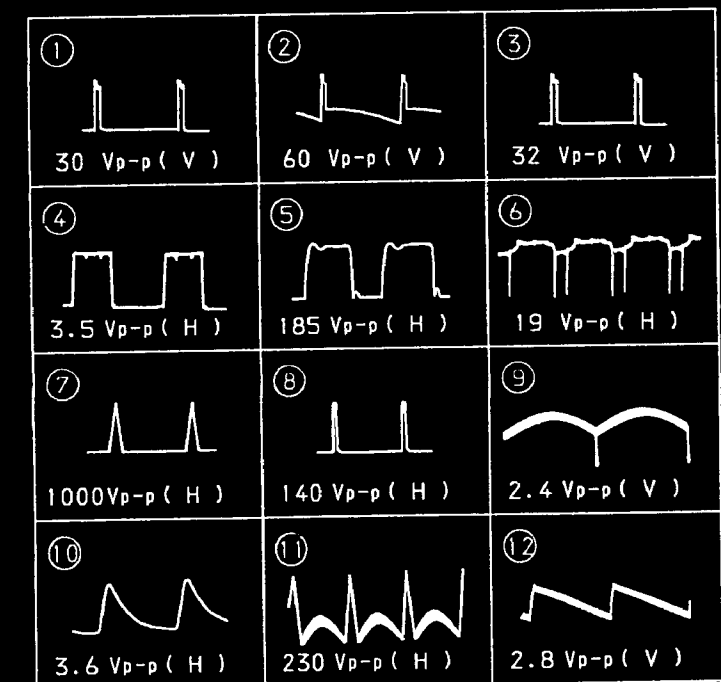 ① ② ③
30 Vp-p ( V ) 60 Vp-p ( V ) 32 Vp-p ( V )
④ ⑤ ⑥
3.5 Vp-p ( H ) 185 Vp-p ( H ) 19 Vp-p ( H )
⑦ ⑧ ⑨
1000Vp-p ( H ) 140 Vp-p ( H ) 2.4 Vp-p ( V )
⑩ ⑪ ⑫
3.6 Vp-p ( H ) 230 Vp-p ( H ) 2.8 Vp-p ( V )